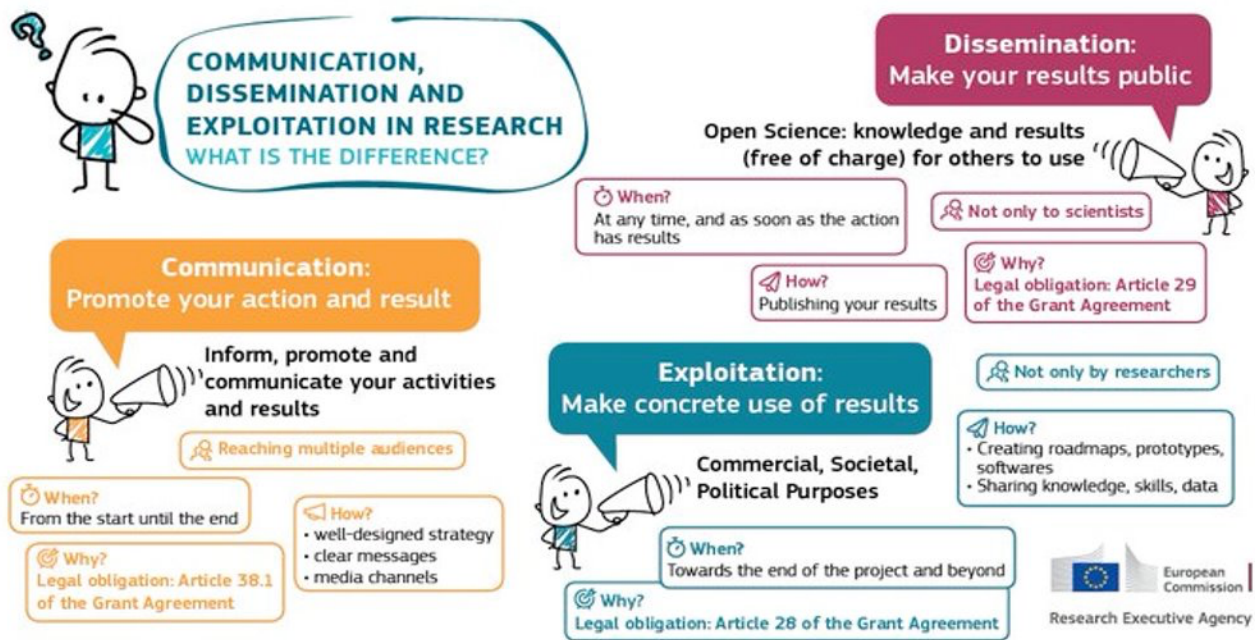 ?
COMMUNICATION,
DISSEMINATION AND
EXPLOITATION IN RESEARCH
WHAT IS THE DIFFERENCE?
Communication:
Promote your action and result
Inform, promote and
communicate your activities
and results
Reaching multiple audiences
When?
From the start until the end
How?
• well-designed strategy
• clear messages
• media channels
Why?
Legal obligation: Article 38.1
of the Grant Agreement
Dissemination:
Make your results public
Open Science: knowledge and results
(free of charge) for others to use
When?
At any time, and as soon as the action
has results
Not only to scientists
How?
Publishing your results
Why?
Legal obligation: Article 29
of the Grant Agreement
Exploitation:
Make concrete use of results
Commercial, Societal,
Political Purposes
Not only by researchers
How?
• Creating roadmaps, prototypes,
softwares
• Sharing knowledge, skills, data
When?
Towards the end of the project and beyond
Why?
Legal obligation: Article 28 of the Grant Agreement
European
Commission
Research Executive Agency